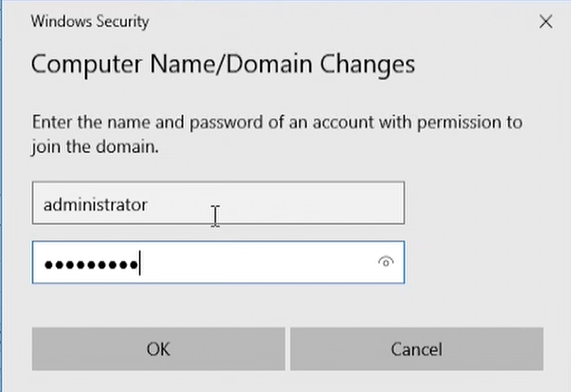 Windows Security
Computer Name/Domain Changes
Enter the name and password of an account with permission to
join the domain.
administrator
●●●●●●●●●
OK
Cancel